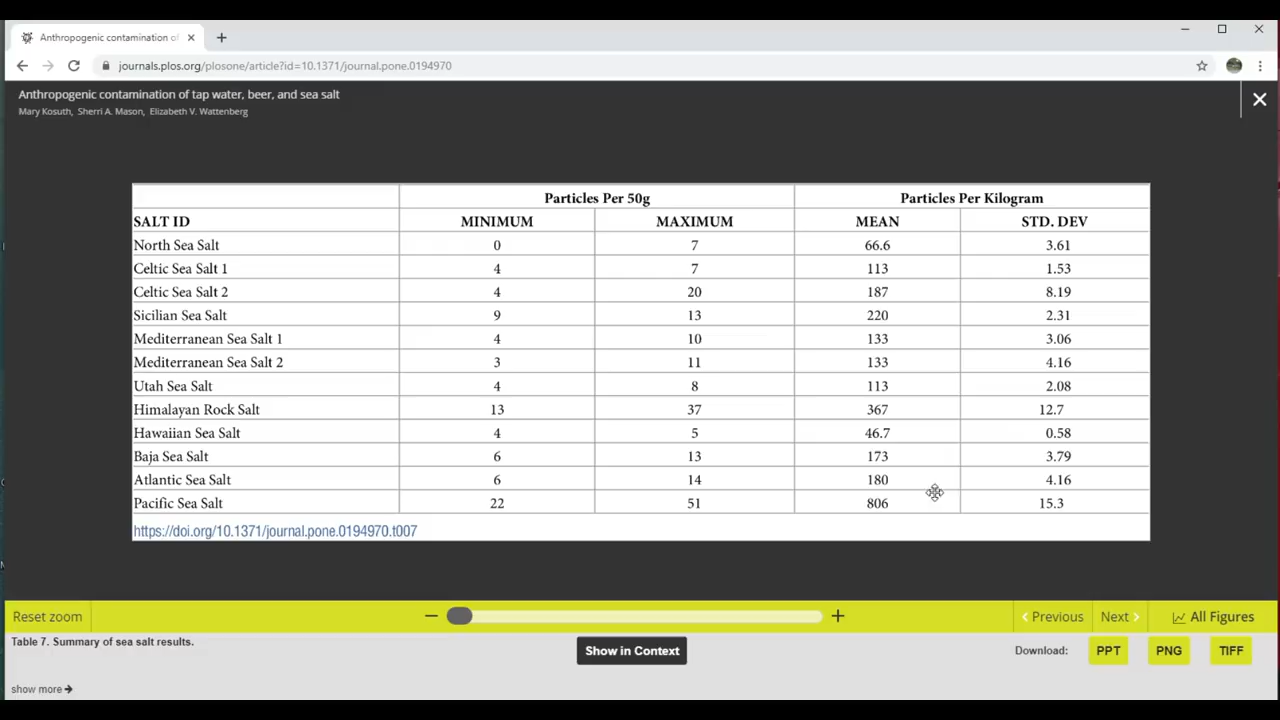 Anthropogenic contamination of
journals.plos.org/plosone/article?id=10.1371/journal.pone.0194970
Anthropogenic contamination of tap water, beer, and sea salt
Mary Kosuth, Sherri A. Mason, Elizabeth V. Wattenberg
Particles Per 50g Particles Per Kilogram
SALT ID MINIMUM MAXIMUM MEAN STD. DEV
North Sea Salt 0 7 66.6 3.61
Celtic Sea Salt 1 4 7 113 1.53
Celtic Sea Salt 2 4 20 187 8.19
Sicilian Sea Salt 9 13 220 2.31
Mediterranean Sea Salt 1 4 10 133 3.06
Mediterranean Sea Salt 2 3 11 133 4.16
Utah Sea Salt 4 8 113 2.08
Himalayan Rock Salt 13 37 367 12.7
Hawaiian Sea Salt 4 5 46.7 0.58
Baja Sea Salt 6 13 173 3.79
Atlantic Sea Salt 6 14 180 4.16
Pacific Sea Salt 22 51 806 15.3
https://doi.org/10.1371/journal.pone.0194970.t007
Reset zoom Previous Next All Figures
Table 7. Summary of sea salt results.
Show in Context Download: PPT PNG TIFF
show more